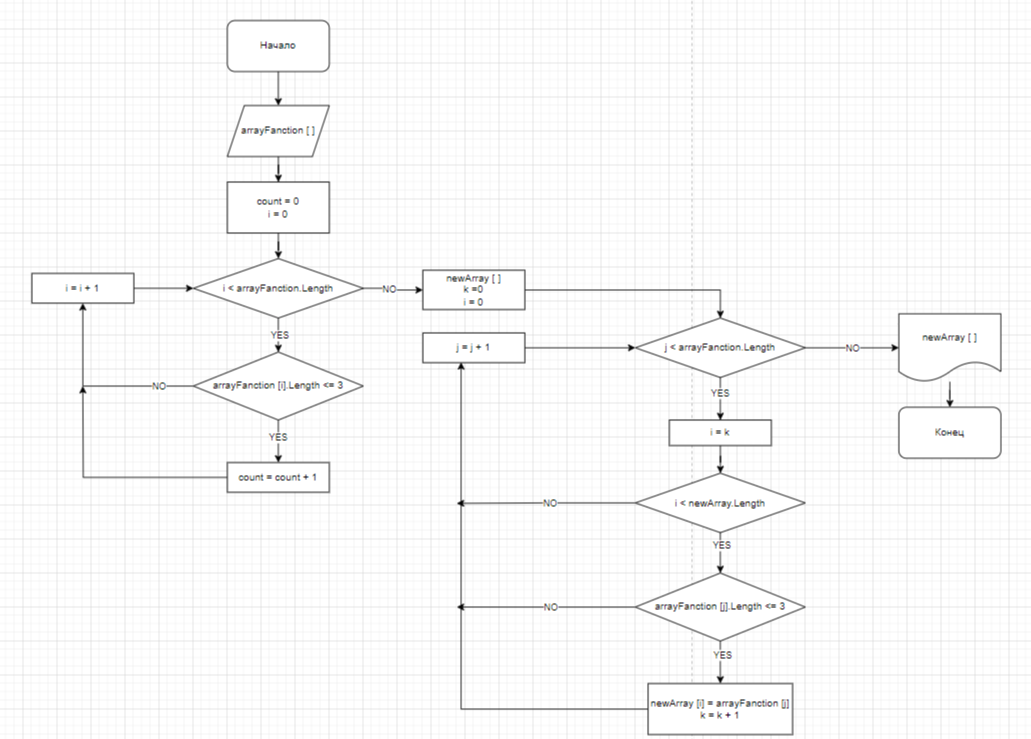 Начало
arrayFanction [ ]
count = 0
i = 0
i = i + 1
i < arrayFanction.Length
NO
newArray [ ]
k =0
i = 0
YES
arrayFanction [i].Length <= 3
NO
YES
count = count + 1
j = j + 1
j < arrayFanction.Length
NO
newArray [ ]
Конец
YES
i = k
i < newArray.Length
NO
YES
arrayFanction [j].Length <= 3
NO
YES
newArray [i] = arrayFanction [j]
k = k + 1